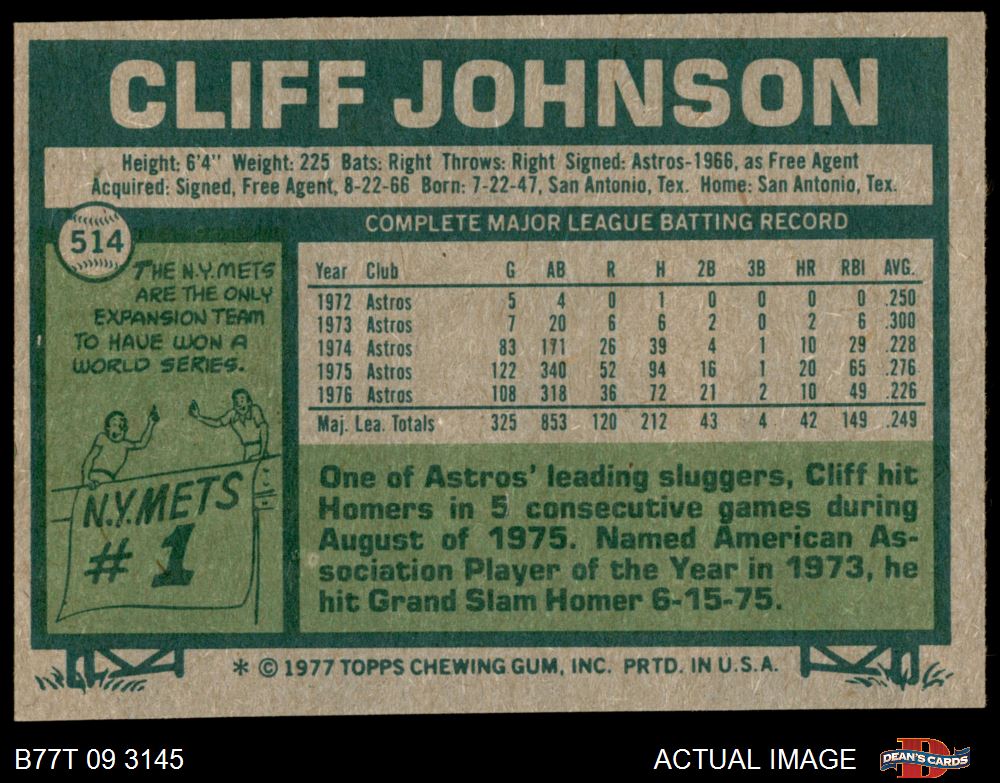 CLIFF JOHNSON
Height: 6'4" Weight: 225 Bats: Right Throws: Right Signed: Astros-1966, as Free Agent
Acquired: Signed, Free Agent, 8-22-66 Born: 7-22-47, San Antonio, Tex. Home: San Antonio, Tex.
514
THE N.Y. METS
ARE THE ONLY
EXPANSION TEAM
TO HAVE WON A
WORLD SERIES.
N.Y. METS
#1
COMPLETE MAJOR LEAGUE BATTING RECORD
Year Club G AB R H 2B 3B HR RBI AVG.
1972 Astros 5 4 0 1 0 0 0 0 .250
1973 Astros 7 20 6 6 2 0 2 6 .300
1974 Astros 83 171 26 39 4 1 10 29 .228
1975 Astros 122 340 52 94 16 1 20 65 .276
1976 Astros 108 318 36 72 21 2 10 49 .226
Maj. Lea. Totals 325 853 120 212 43 4 42 149 .249
One of Astros' leading sluggers, Cliff hit
Homers in 5 consecutive games during
August of 1975. Named American As-
sociation Player of the Year in 1973, he
hit Grand Slam Homer 6-15-75.
* © 1977 TOPPS CHEWING GUM, INC. PRTD. IN U.S.A.
B77T 09 3145
ACTUAL IMAGE
D
DEAN'S CARDS